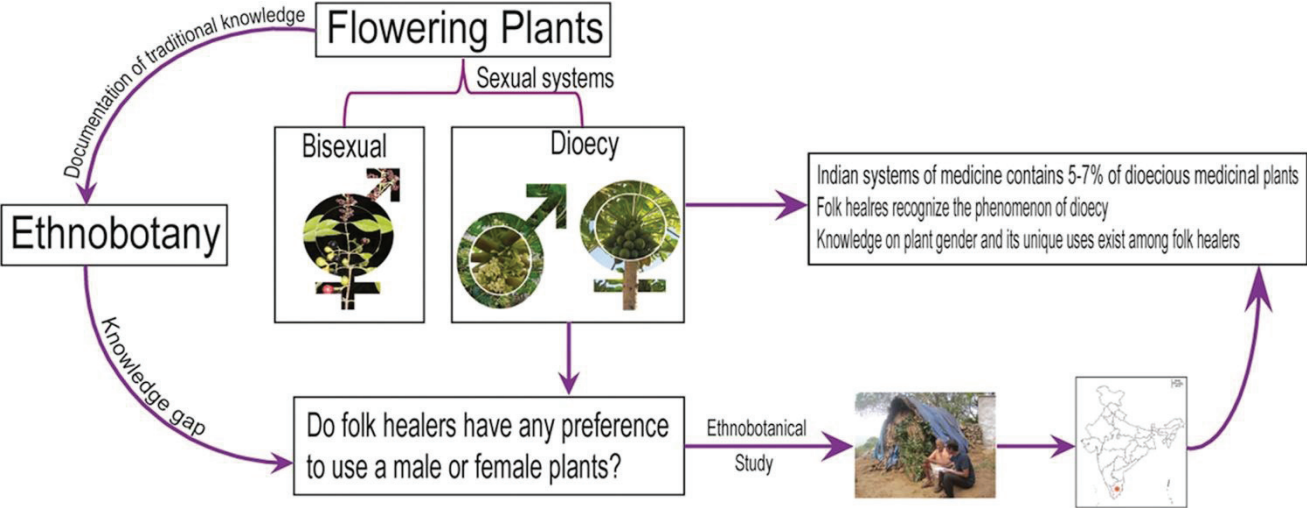 Documentation of traditional knowledge
Flowering Plants
Sexual systems
Bisexual
Dioecy
Ethnobotany
Indian systems of medicine contains 5-7% of dioecious medicinal plants
Folk healres recognize the phenomenon of dioecy
Knowledge on plant gender and its unique uses exist among folk healers
Knowledge gap
Do folk healers have any preference
to use a male or female plants?
Ethnobotanical
Study